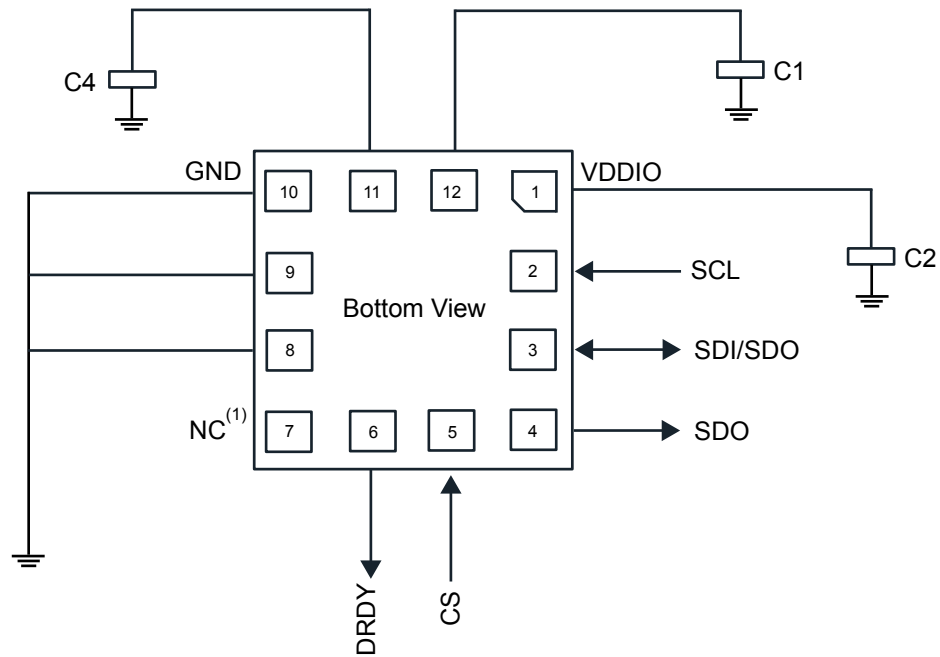 C4
C1
GND
VDDIO
10
11
12
1
9
2
SCL
C2
Bottom View
8
3
SDI/SDO
NC(1)
7
6
5
4
SDO
DRDY
CS